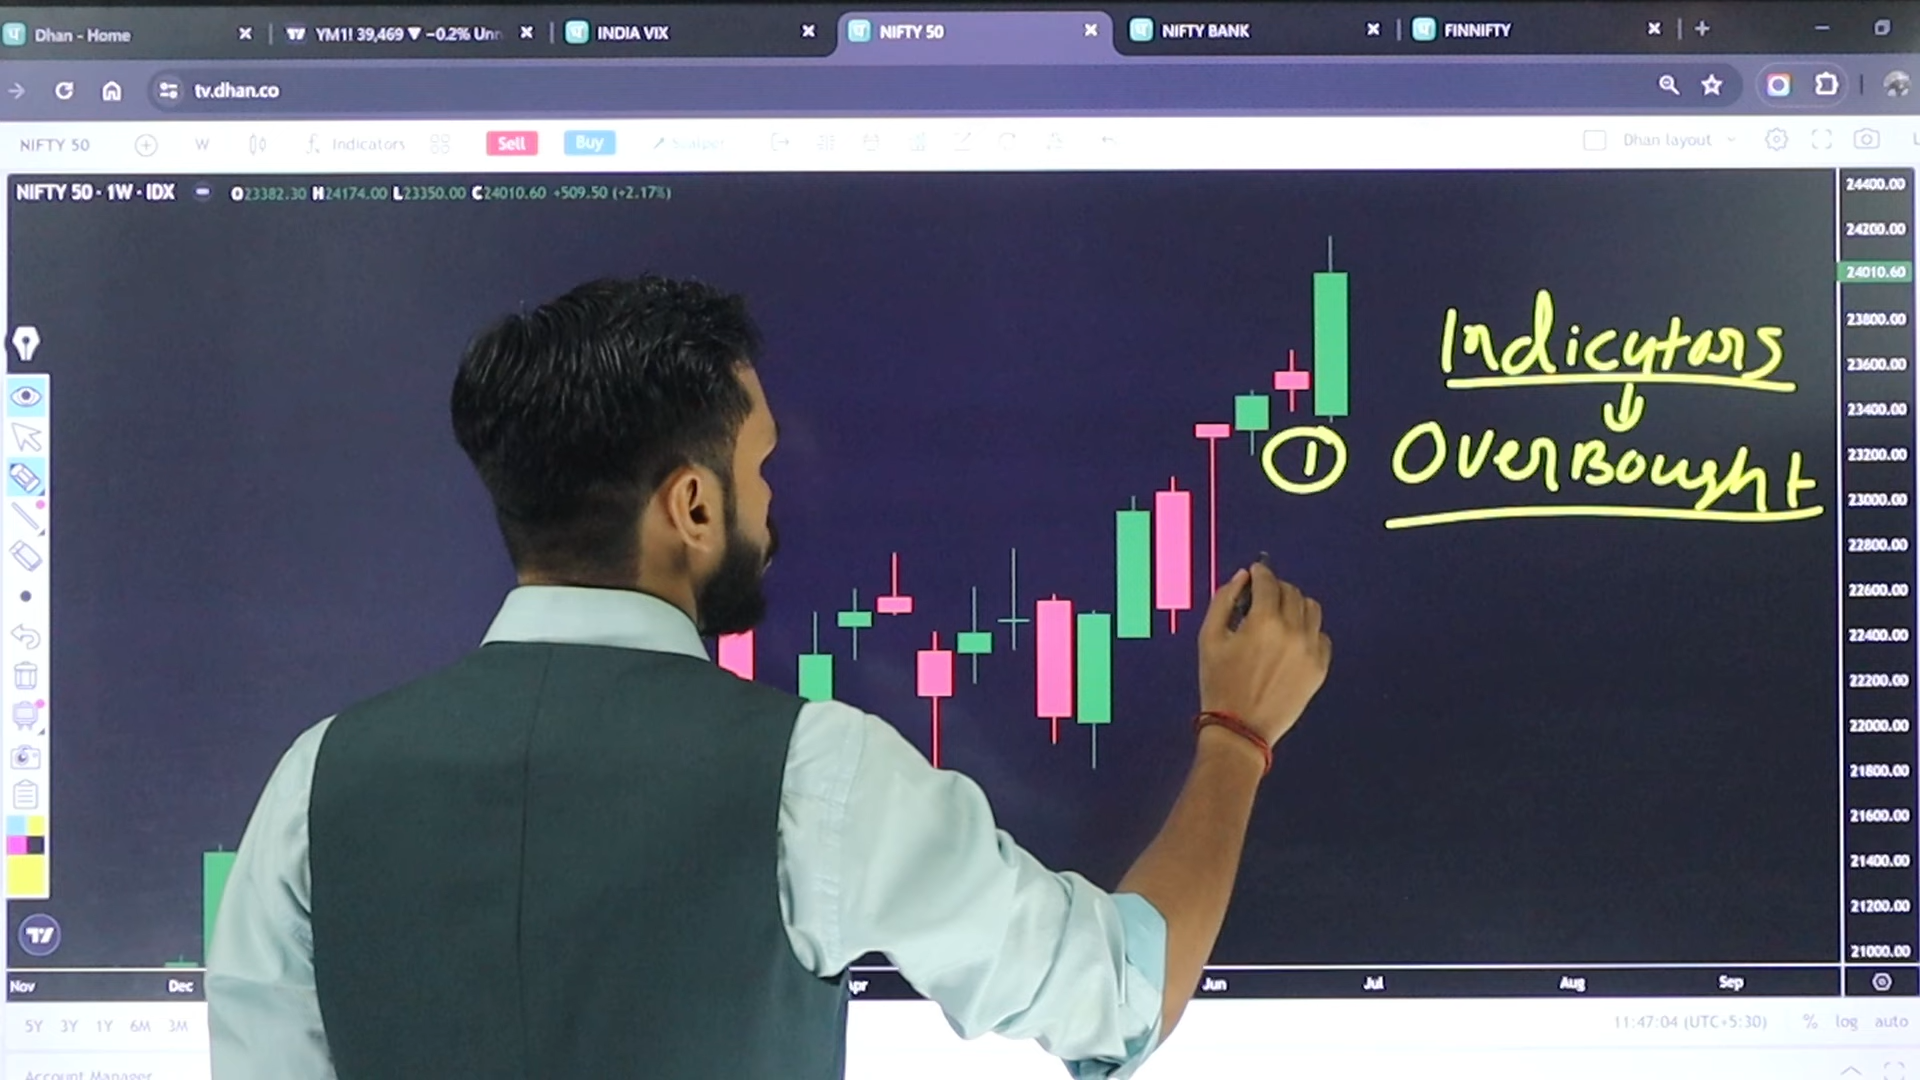 Dhan - Home
YM1! 39,469 ▼ −0.2% Unn
INDIA VIX
NIFTY 50
NIFTY BANK
FINNIFTY
tv.dhan.co
NIFTY 50
W
Indicators
Sell
Buy
Scalper
Dhan layout
NIFTY 50 · 1W · IDX
O23382.30 H24174.00 L23350.00 C24010.60 +509.50 (+2.17%)
24400.00
24200.00
24010.60
23800.00
23600.00
23400.00
23200.00
23000.00
22800.00
22600.00
22400.00
22200.00
22000.00
21800.00
21600.00
21400.00
21200.00
21000.00
Indicators
① OverBought
Nov
Dec
Jun
Jul
Aug
Sep
5Y 3Y 1Y 6M 3M
11:47:04 (UTC+5:30)
% log auto
Account Manager